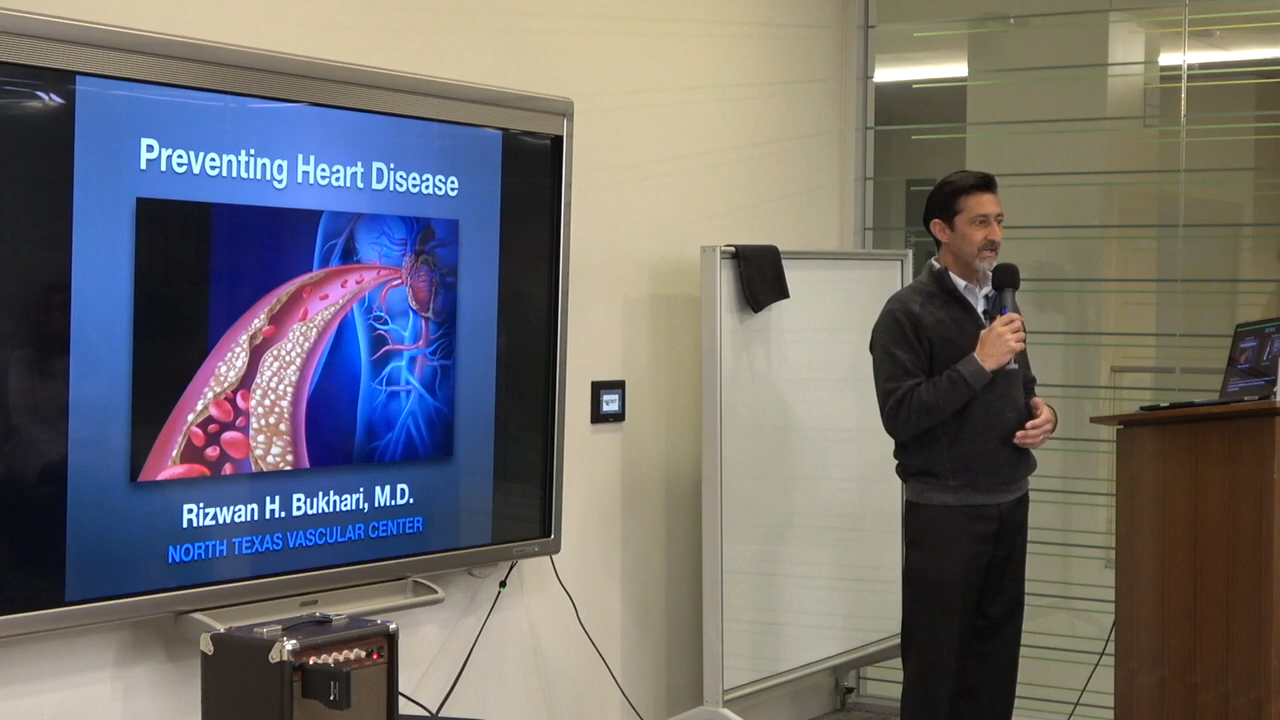 Preventing Heart Disease
Rizwan H. Bukhari, M.D.
NORTH TEXAS VASCULAR CENTER